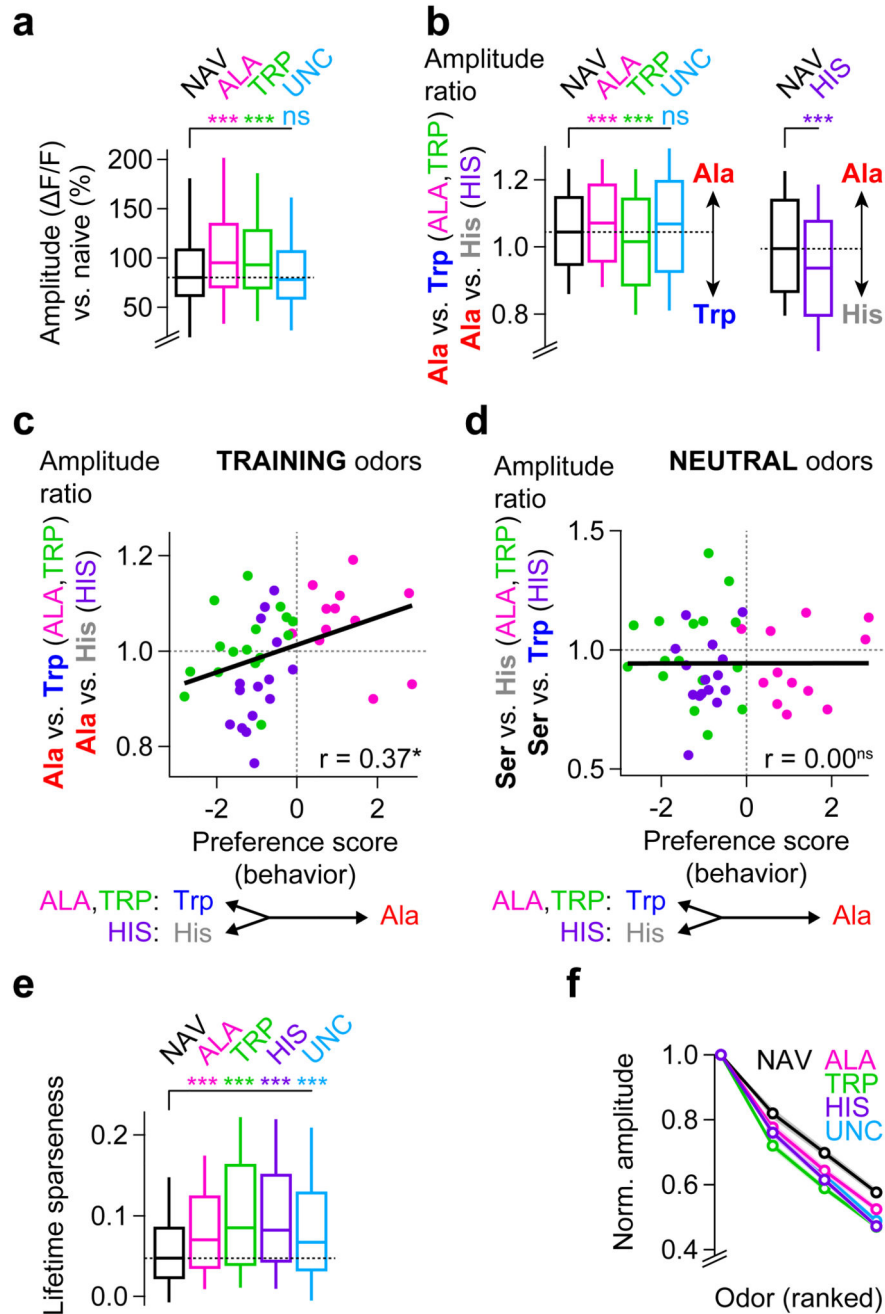 a
NAV ALA TRP UNC
*** *** ns
Amplitude (ΔF/F)
vs. naive (%)
200
150
100
50
b
Amplitude
ratio
NAV ALA TRP UNC
*** *** ns
NAV HIS
***
Ala vs. Trp (ALA,TRP)
Ala vs. His (HIS)
1.2
1.0
0.8
Ala
Trp
Ala
His
c
Amplitude
ratio
TRAINING odors
Ala vs. Trp (ALA,TRP)
Ala vs. His (HIS)
1.2
1.0
0.8
r = 0.37*
-2 0 2
Preference score
(behavior)
ALA,TRP: Trp
HIS: His
Ala
d
Amplitude
ratio
NEUTRAL odors
Ser vs. His (ALA,TRP)
Ser vs. Trp (HIS)
1.5
1.0
0.5
r = 0.00ns
-2 0 2
Preference score
(behavior)
ALA,TRP: Trp
HIS: His
Ala
e
NAV ALA TRP HIS UNC
*** *** *** ***
Lifetime sparseness
0.2
0.1
0.0
f
Norm. amplitude
1.0
0.8
0.6
0.4
NAV ALA
TRP
HIS
UNC
Odor (ranked)